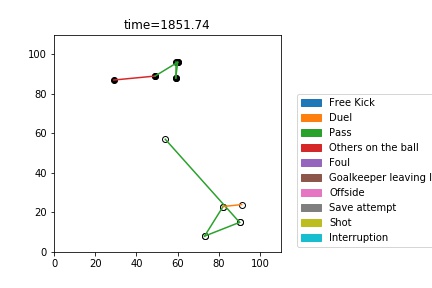 time=1851.74
100
80
60
40
20
0
0 20 40 60 80 100
Free Kick
Duel
Pass
Others on the ball
Foul
Goalkeeper leaving l
Offside
Save attempt
Shot
Interruption